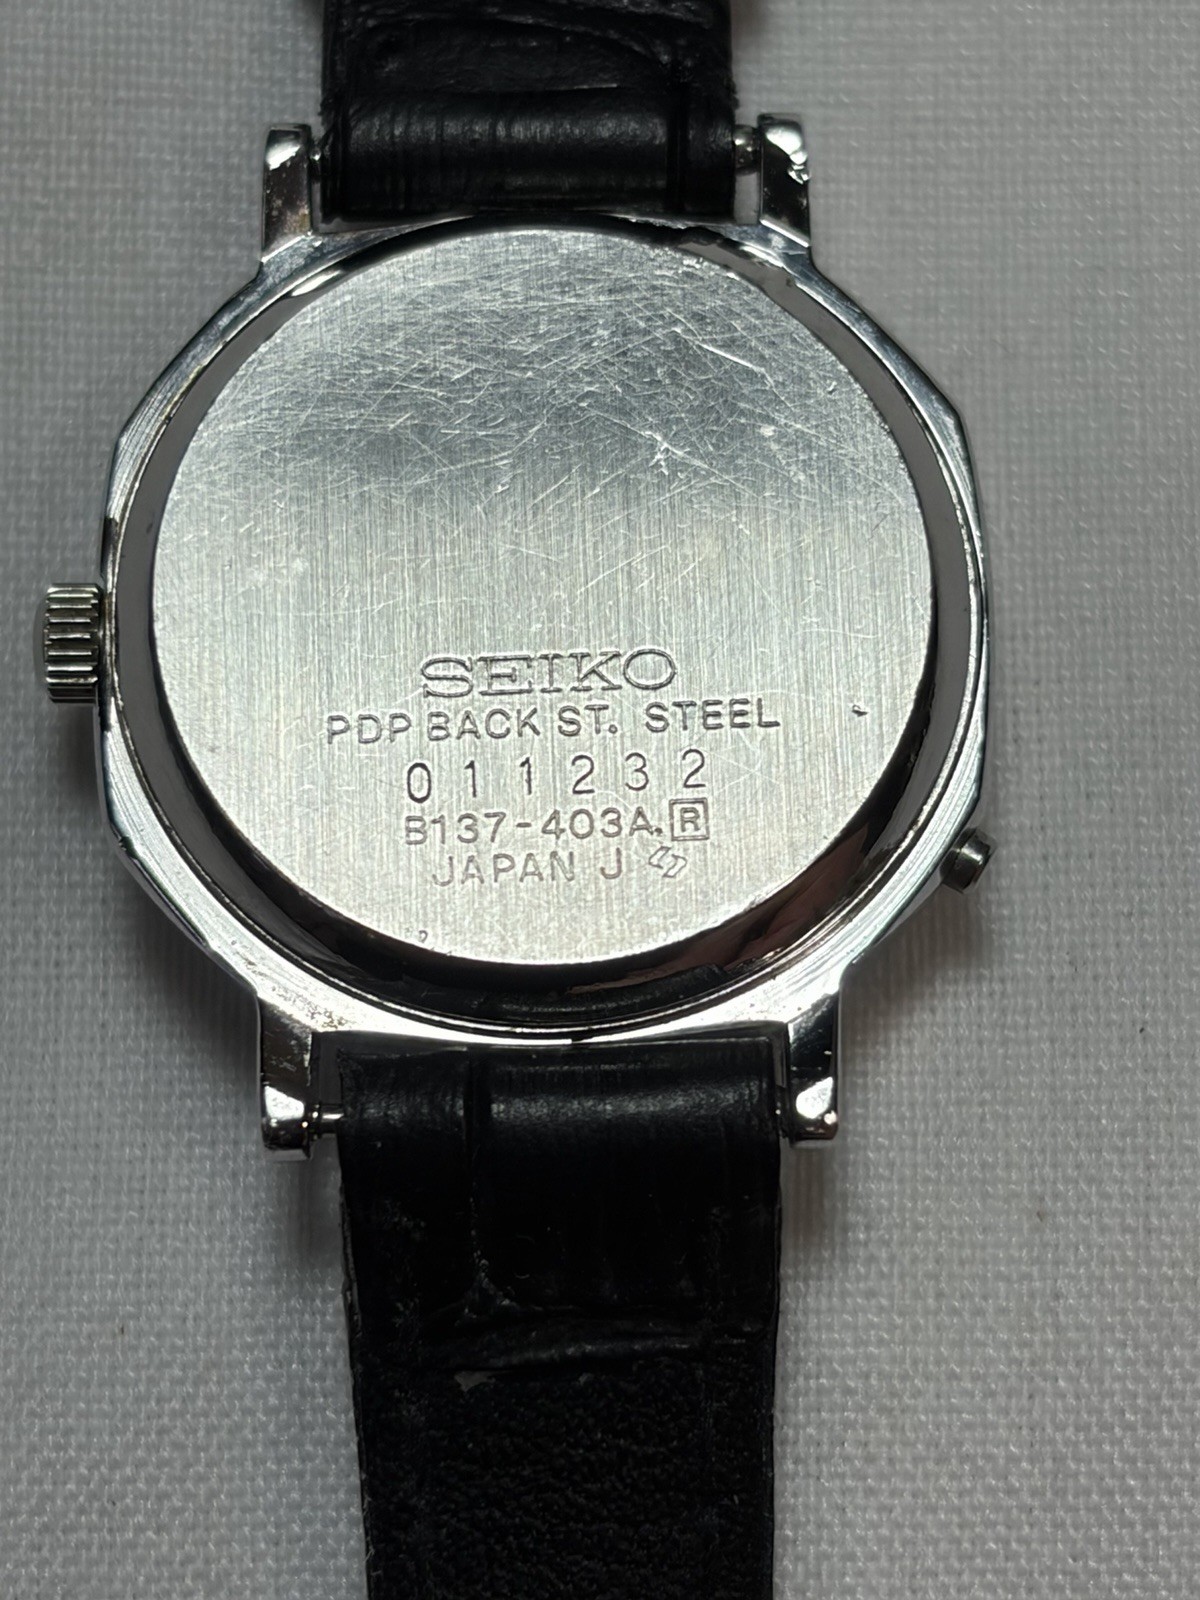 SEIKO
PDP BACK ST. STEEL
011232
B137-403A. R
JAPAN J